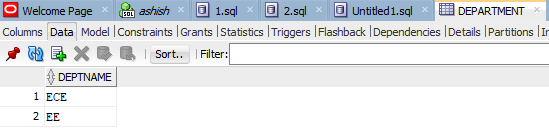 Welcome Page ashish 1.sql 2.sql Untitled1.sql DEPARTMENT
Columns Data Model Constraints Grants Statistics Triggers Flashback Dependencies Details Partitions In
Sort.. Filter:
DEPTNAME
1 ECE
2 EE